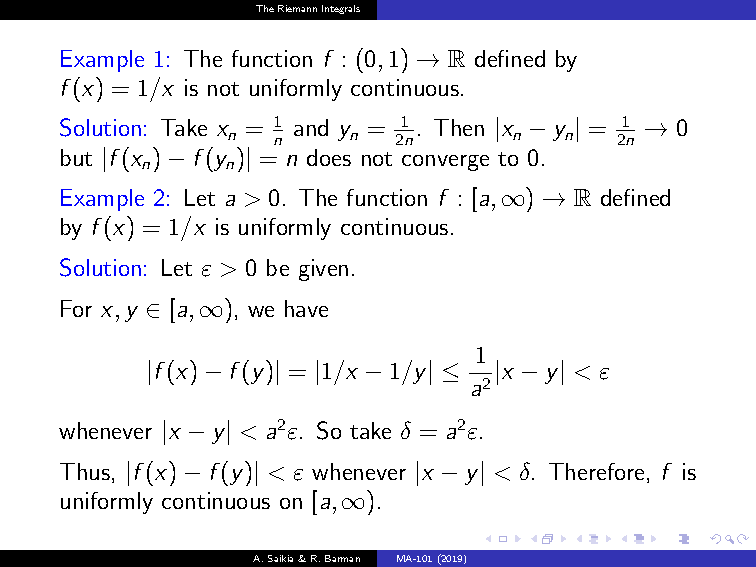 The Riemann Integrals
Example 1: The function f : (0, 1) → ℝ defined by
f(x) = 1/x is not uniformly continuous.
Solution: Take xₙ = 1/n and yₙ = 1/2n. Then |xₙ − yₙ| = 1/2n → 0
but |f(xₙ) − f(yₙ)| = n does not converge to 0.
Example 2: Let a > 0. The function f : [a, ∞) → ℝ defined
by f(x) = 1/x is uniformly continuous.
Solution: Let ε > 0 be given.
For x, y ∈ [a, ∞), we have
|f(x) − f(y)| = |1/x − 1/y| ≤ 1/a² |x − y| < ε
whenever |x − y| < a²ε. So take δ = a²ε.
Thus, |f(x) − f(y)| < ε whenever |x − y| < δ. Therefore, f is
uniformly continuous on [a, ∞).
A. Saikia & R. Barman MA-101 (2019)